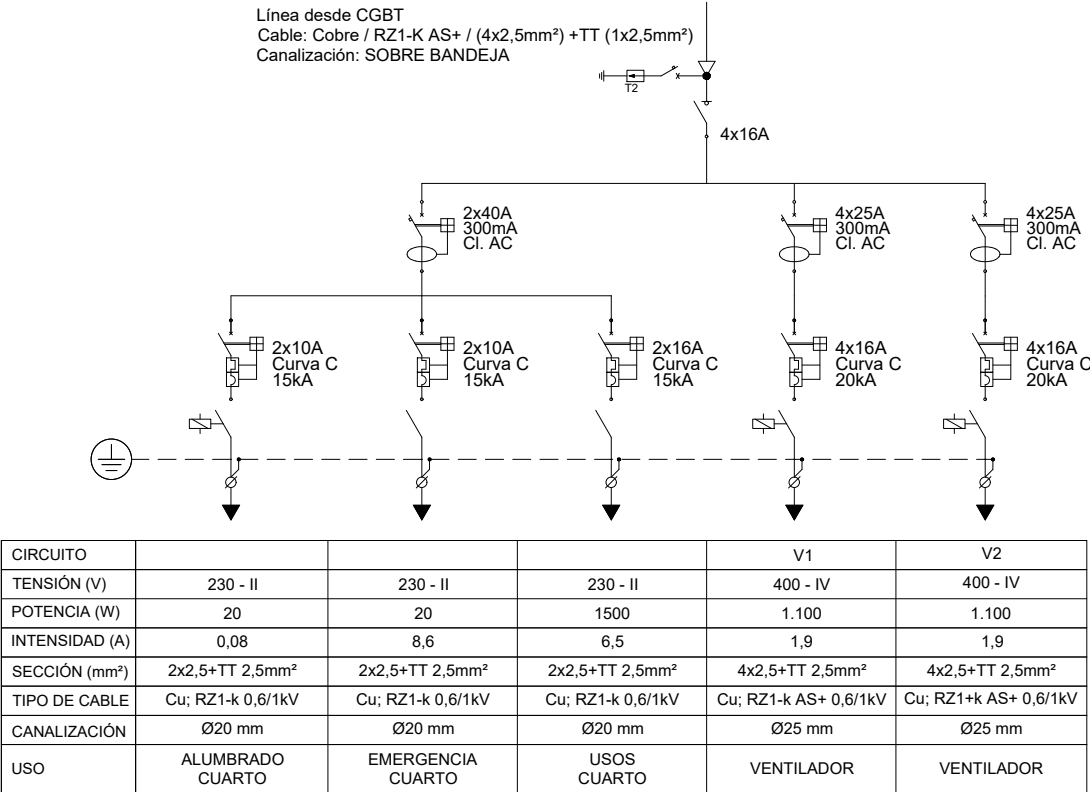 Línea desde CGBT
Cable: Cobre / RZ1-K AS+ / (4x2,5mm²) +TT (1x2,5mm²)
Canalización: SOBRE BANDEJA
T2
4x16A
2x40A
300mA
Cl. AC
4x25A
300mA
Cl. AC
4x25A
300mA
Cl. AC
2x10A
Curva C
15kA
2x10A
Curva C
15kA
2x16A
Curva C
15kA
4x16A
Curva C
20kA
4x16A
Curva C
20kA
CIRCUITO V1 V2
TENSIÓN (V) 230 - II 230 - II 230 - II 400 - IV 400 - IV
POTENCIA (W) 20 20 1500 1.100 1.100
INTENSIDAD (A) 0,08 8,6 6,5 1,9 1,9
SECCIÓN (mm²) 2x2,5+TT 2,5mm² 2x2,5+TT 2,5mm² 2x2,5+TT 2,5mm² 4x2,5+TT 2,5mm² 4x2,5+TT 2,5mm²
TIPO DE CABLE Cu; RZ1-k 0,6/1kV Cu; RZ1-k 0,6/1kV Cu; RZ1-k 0,6/1kV Cu; RZ1-k AS+ 0,6/1kV Cu; RZ1+k AS+ 0,6/1kV
CANALIZACIÓN Ø20 mm Ø20 mm Ø20 mm Ø25 mm Ø25 mm
USO
ALUMBRADO
CUARTO
EMERGENCIA
CUARTO
USOS
CUARTO
VENTILADOR
VENTILADOR